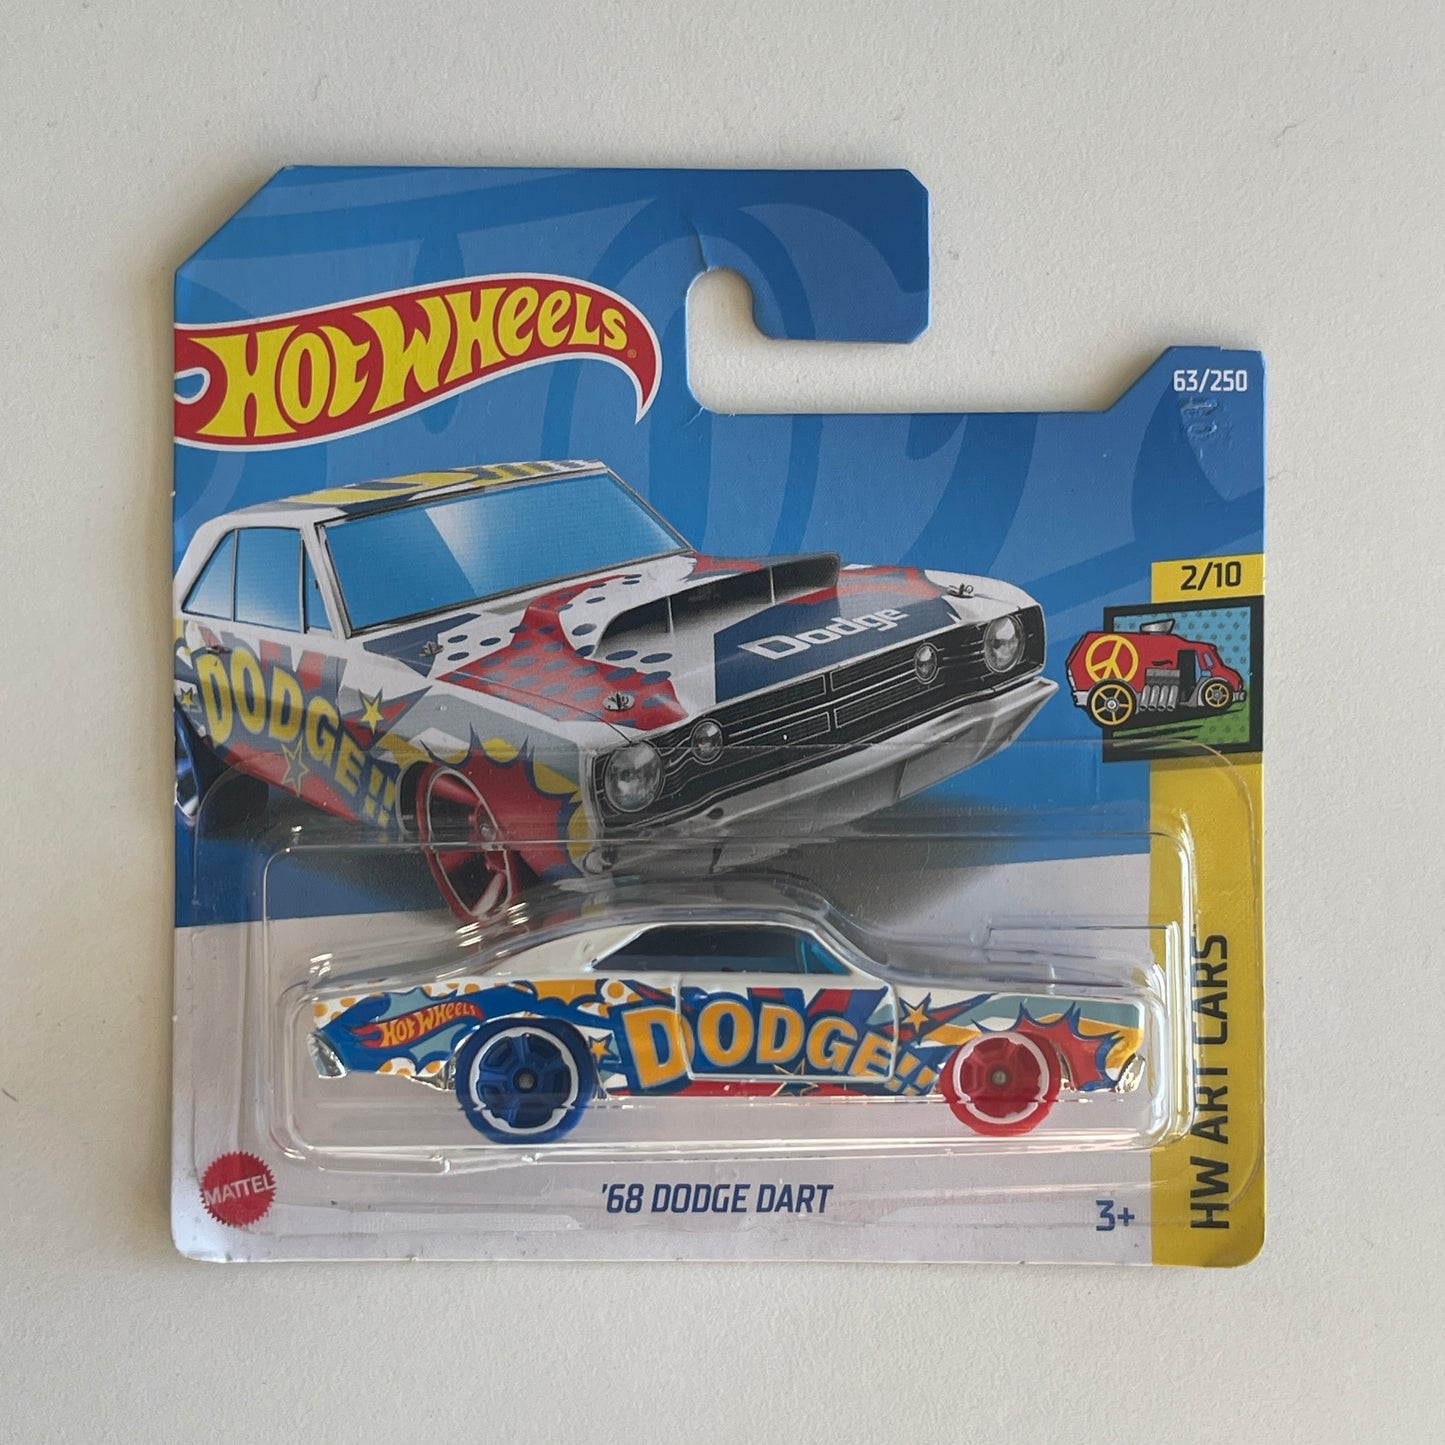 HOT WHEELS®
63/250
2/10
Dodge
DODGE!!
HOT WHEELS
DODGE!!
HW ART CARS
MATTEL
'68 DODGE DART
3+